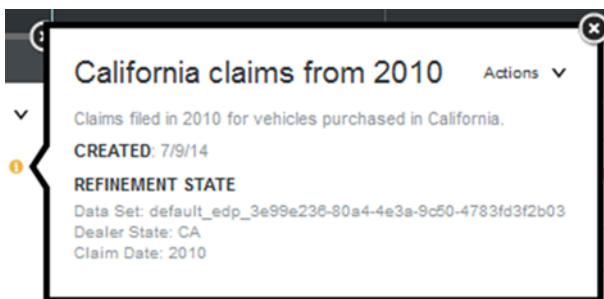 California claims from 2010 Actions
Claims filed in 2010 for vehicles purchased in California.
CREATED: 7/9/14
REFINEMENT STATE
Data Set: default_edp_3e99e236-80a4-4e3a-9c50-4783fd3f2b03
Dealer State: CA
Claim Date: 2010